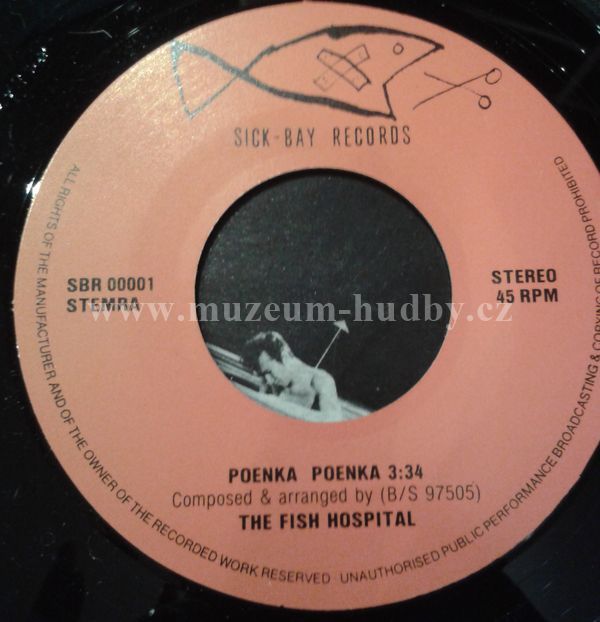 SICK-BAY RECORDS
SBR 00001
STEMRA
STEREO
45 RPM
www.muzeum-hudby.cz
POENKA POENKA 3:34
Composed & arranged by (B/S 97505)
THE FISH HOSPITAL
ALL RIGHTS OF THE MANUFACTURER AND OF THE OWNER OF THE RECORDED WORK RESERVED · UNAUTHORISED PUBLIC PERFORMANCE BROADCASTING & COPYING OF RECORD PROHIBITED